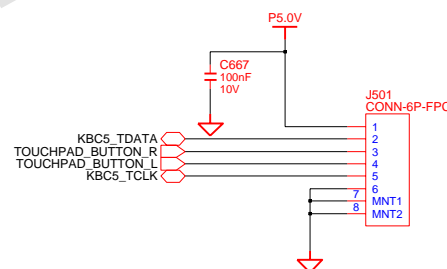 P5.0V
C667
100nF
10V
J501
CONN-6P-FPC
KBC5_TDATA
TOUCHPAD_BUTTON_R
TOUCHPAD_BUTTON_L
KBC5_TCLK
1
2
3
4
5
6
7 MNT1
8 MNT2